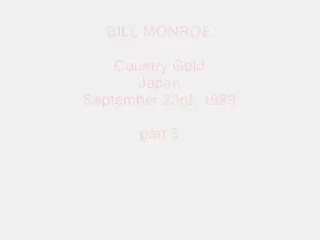 BILL MONROE
Country Gold
Japan
September 23rd, 1989
part 3